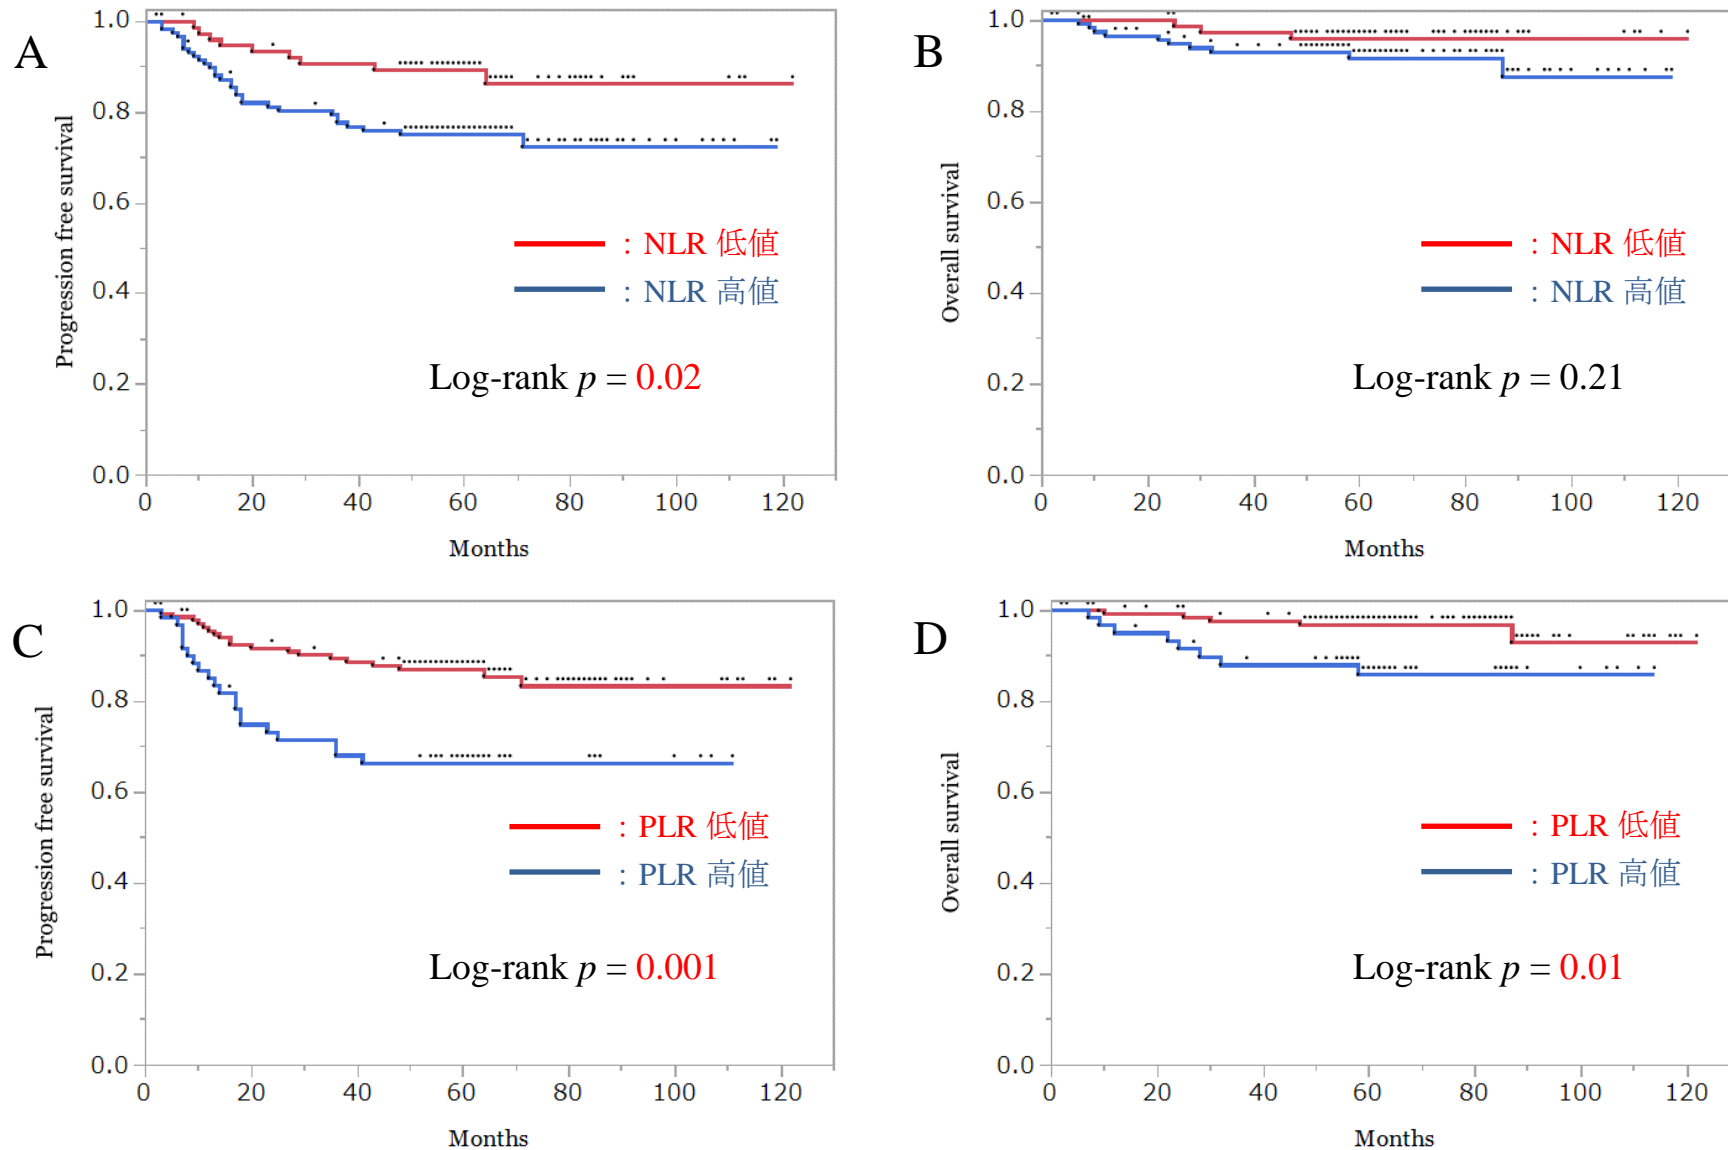 A
1.0
0.8
0.6
0.4
0.2
0.0
Progression free survival
: NLR 低値
: NLR 高値
Log-rank p = 0.02
0 20 40 60 80 100 120
Months
B
1.0
0.8
0.6
0.4
0.2
0.0
Overall survival
: NLR 低値
: NLR 高値
Log-rank p = 0.21
0 20 40 60 80 100 120
Months
C
1.0
0.8
0.6
0.4
0.2
0.0
Progression free survival
: PLR 低値
: PLR 高値
Log-rank p = 0.001
0 20 40 60 80 100 120
Months
D
1.0
0.8
0.6
0.4
0.2
0.0
Overall survival
: PLR 低値
: PLR 高値
Log-rank p = 0.01
0 20 40 60 80 100 120
Months